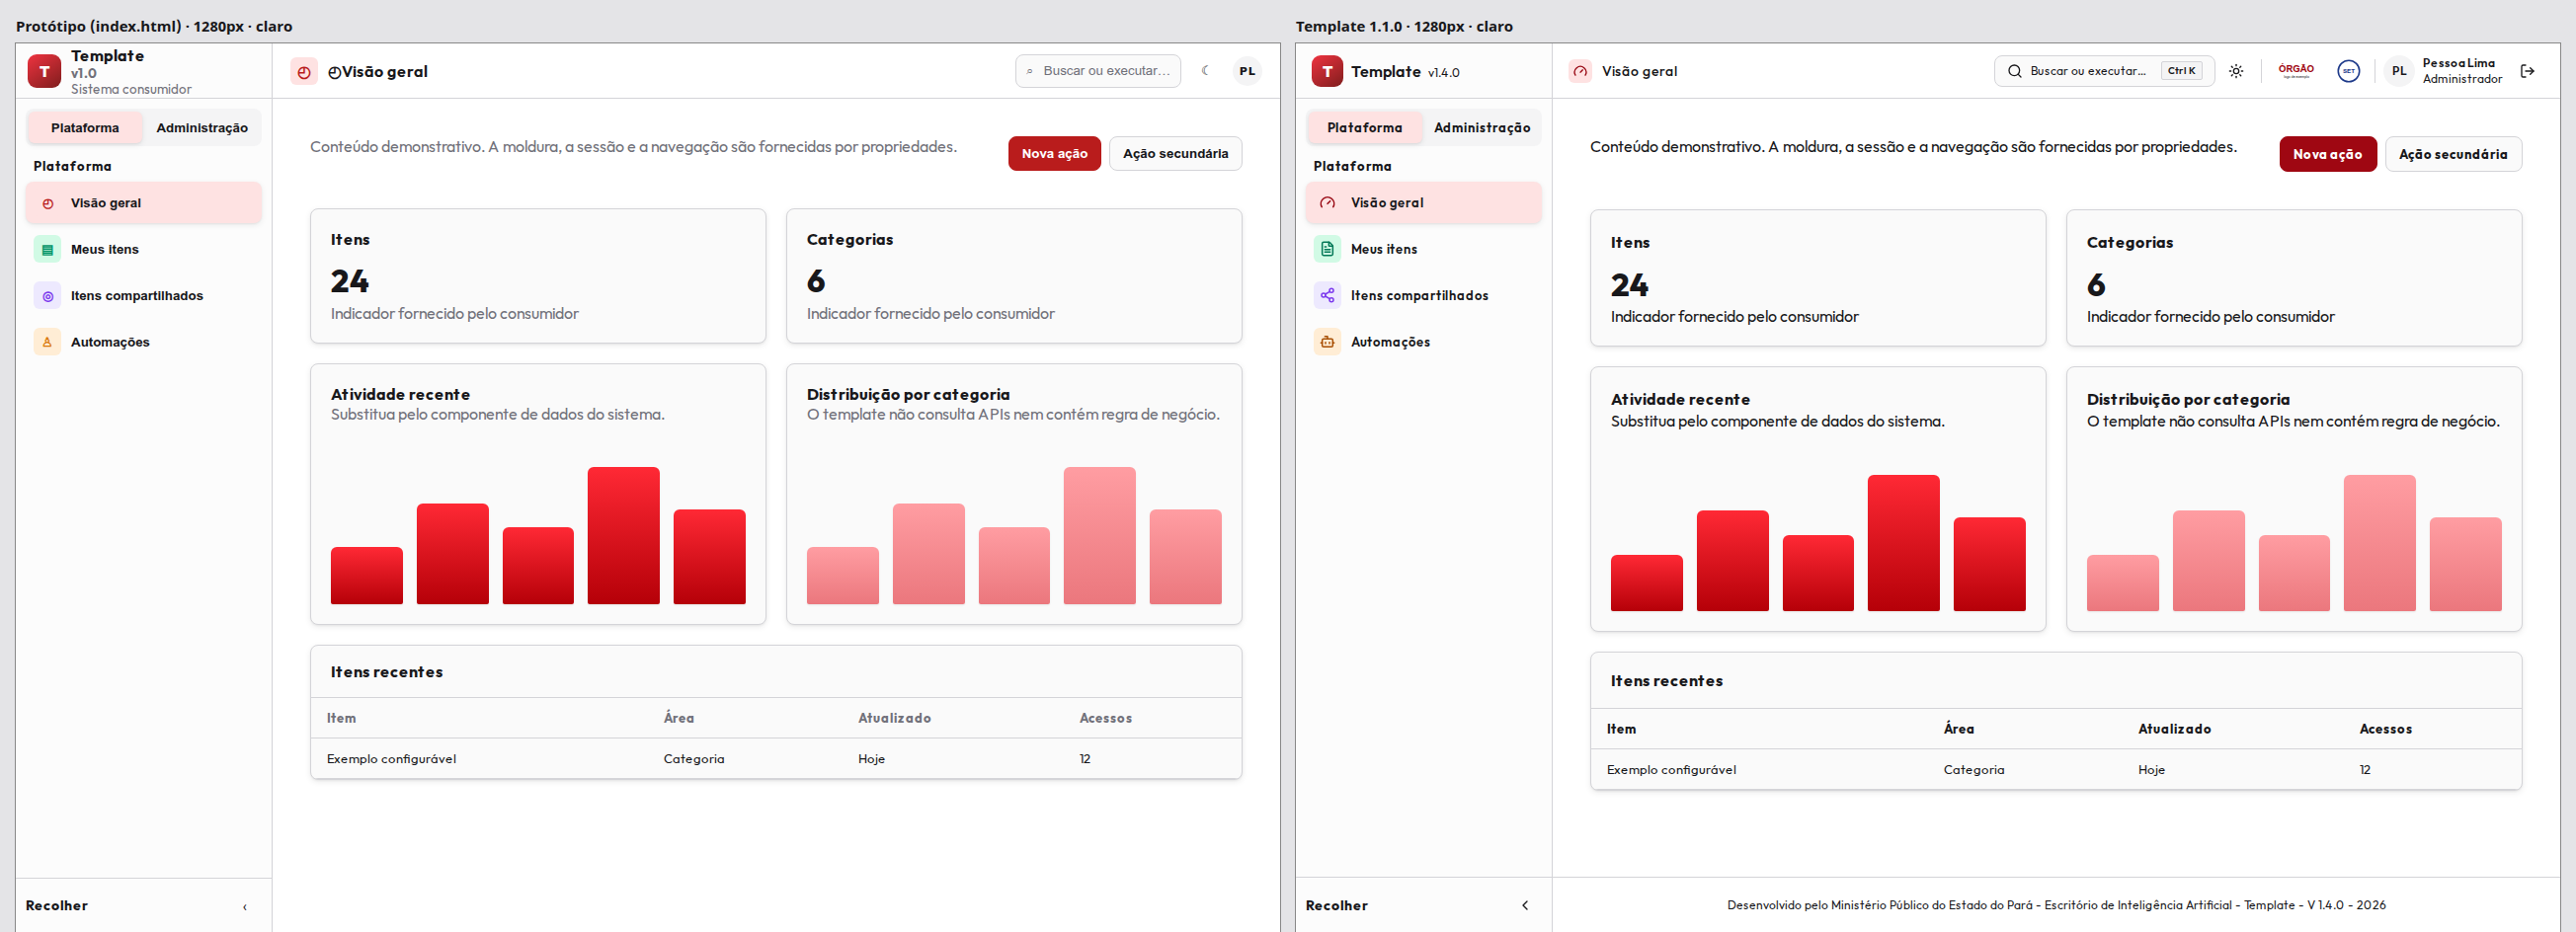 Protótipo (index.html) · 1280px · claro
T
Template
v1.0
Sistema consumidor
Visão geral
Buscar ou executar...
PL
Plataforma
Administração
Plataforma
Visão geral
Meus itens
Itens compartilhados
Automações
Recolher
Conteúdo demonstrativo. A moldura, a sessão e a navegação são fornecidas por propriedades.
Nova ação
Ação secundária
Itens
24
Indicador fornecido pelo consumidor
Categorias
6
Indicador fornecido pelo consumidor
Atividade recente
Substitua pelo componente de dados do sistema.
Distribuição por categoria
O template não consulta APIs nem contém regra de negócio.
Itens recentes
Item Área Atualizado Acessos
Exemplo configurável Categoria Hoje 12
Template 1.1.0 · 1280px · claro
T
Template v1.4.0
Visão geral
Buscar ou executar...
Ctrl K
ÓRGÃO
SET
PL
Pessoa Lima
Administrador
Plataforma
Administração
Plataforma
Visão geral
Meus itens
Itens compartilhados
Automações
Recolher
Conteúdo demonstrativo. A moldura, a sessão e a navegação são fornecidas por propriedades.
Nova ação
Ação secundária
Itens
24
Indicador fornecido pelo consumidor
Categorias
6
Indicador fornecido pelo consumidor
Atividade recente
Substitua pelo componente de dados do sistema.
Distribuição por categoria
O template não consulta APIs nem contém regra de negócio.
Itens recentes
Item Área Atualizado Acessos
Exemplo configurável Categoria Hoje 12
Desenvolvido pelo Ministério Público do Estado do Pará - Escritório de Inteligência Artificial - Template - V 1.4.0 - 2026